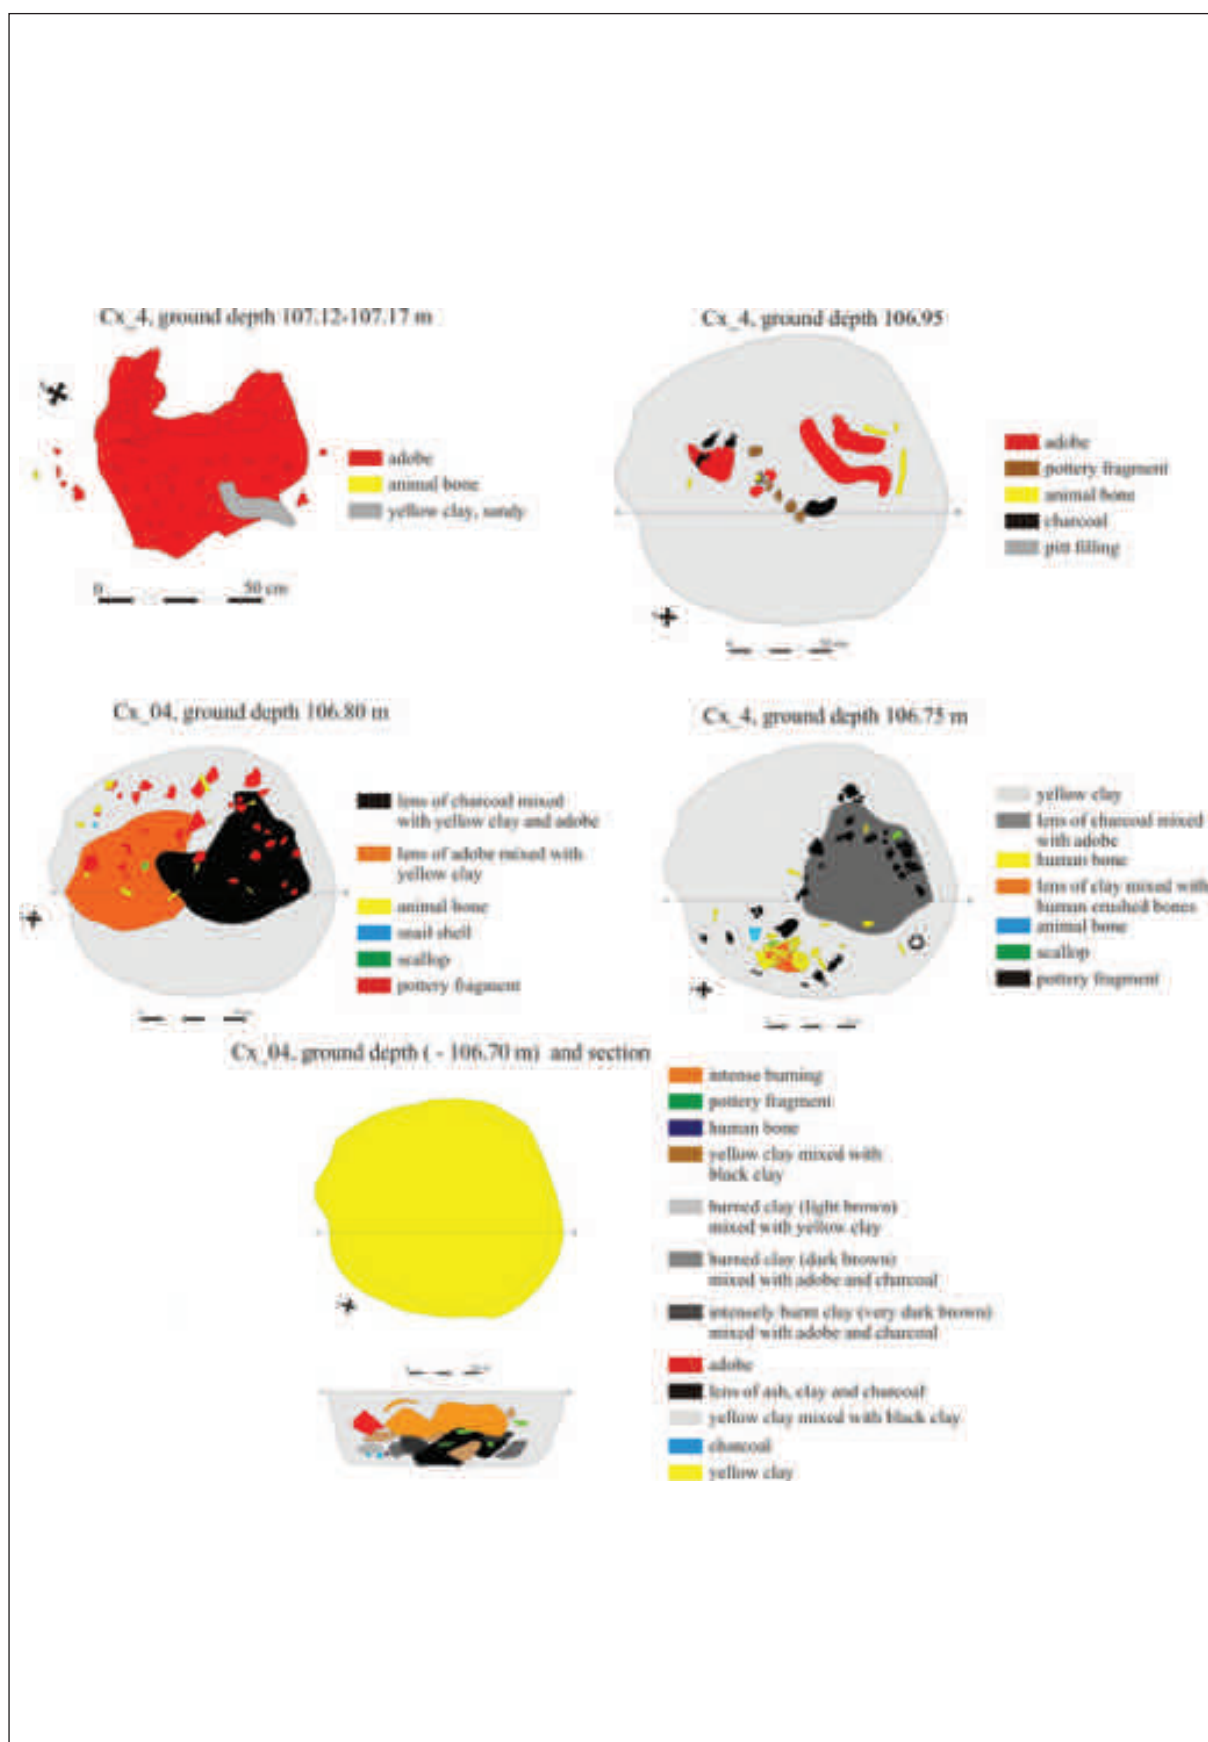 Cx_4, ground depth 107.12-107.17 m
adobe
animal bone
yellow clay, sandy
0 50 cm
Cx_4, ground depth 106.95
adobe
pottery fragment
animal bone
charcoal
pitt filling
Cx_04, ground depth 106.80 m
lens of charcoal mixed
with yellow clay and adobe
lens of adobe mixed with
yellow clay
animal bone
snail shell
scallop
pottery fragment
Cx_4, ground depth 106.75 m
yellow clay
lens of charcoal mixed
with adobe
human bone
lens of clay mixed with
human crushed bones
animal bone
scallop
pottery fragment
Cx_04, ground depth ( - 106.70 m) and section
intense burning
pottery fragment
human bone
yellow clay mixed with
black clay
burned clay (light brown)
mixed with yellow clay
burned clay (dark brown)
mixed with adobe and charcoal
intensely burnt clay (very dark brown)
mixed with adobe and charcoal
adobe
lens of ash, clay and charcoal
yellow clay mixed with black clay
charcoal
yellow clay